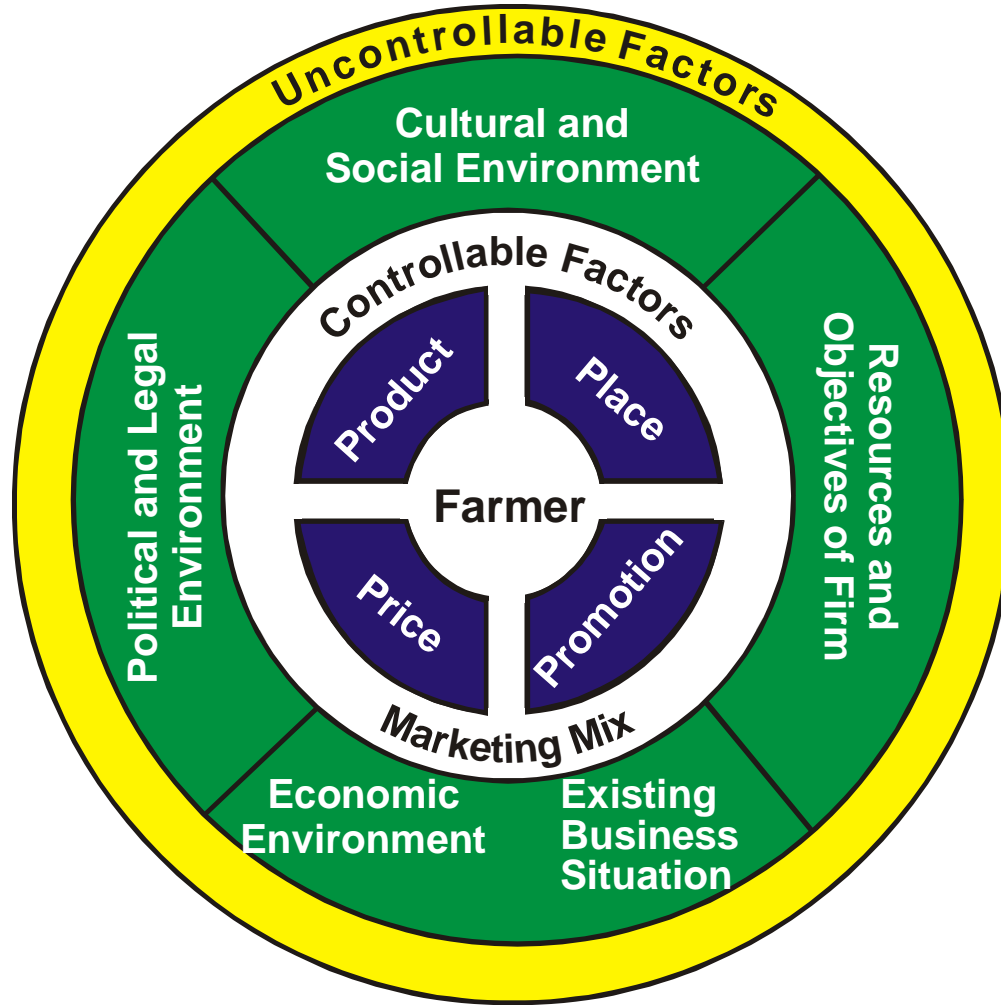 Uncontrollable Factors
Cultural and
Social Environment
Controllable Factors
Political and Legal
Environment
Resources and
Objectives of Firm
Product
Place
Farmer
Price
Promotion
Marketing Mix
Economic
Environment
Existing
Business
Situation